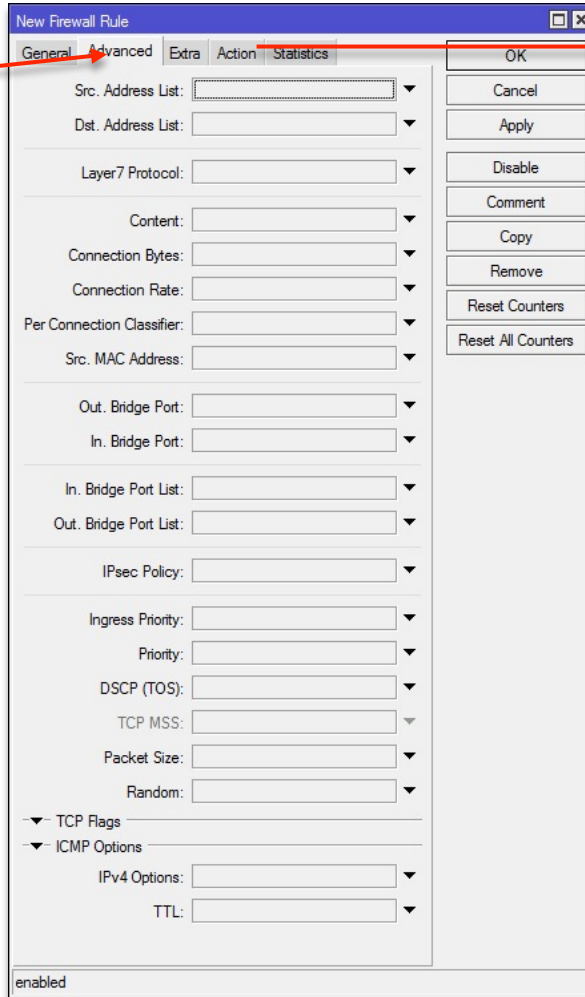 New Firewall Rule
General Advanced Extra Action Statistics
OK
Cancel
Apply
Disable
Comment
Copy
Remove
Reset Counters
Reset All Counters
Src. Address List:
Dst. Address List:
Layer7 Protocol:
Content:
Connection Bytes:
Connection Rate:
Per Connection Classifier:
Src. MAC Address:
Out. Bridge Port:
In. Bridge Port:
In. Bridge Port List:
Out. Bridge Port List:
IPsec Policy:
Ingress Priority:
Priority:
DSCP (TOS):
TCP MSS:
Packet Size:
Random:
TCP Flags
ICMP Options
IPv4 Options:
TTL:
enabled